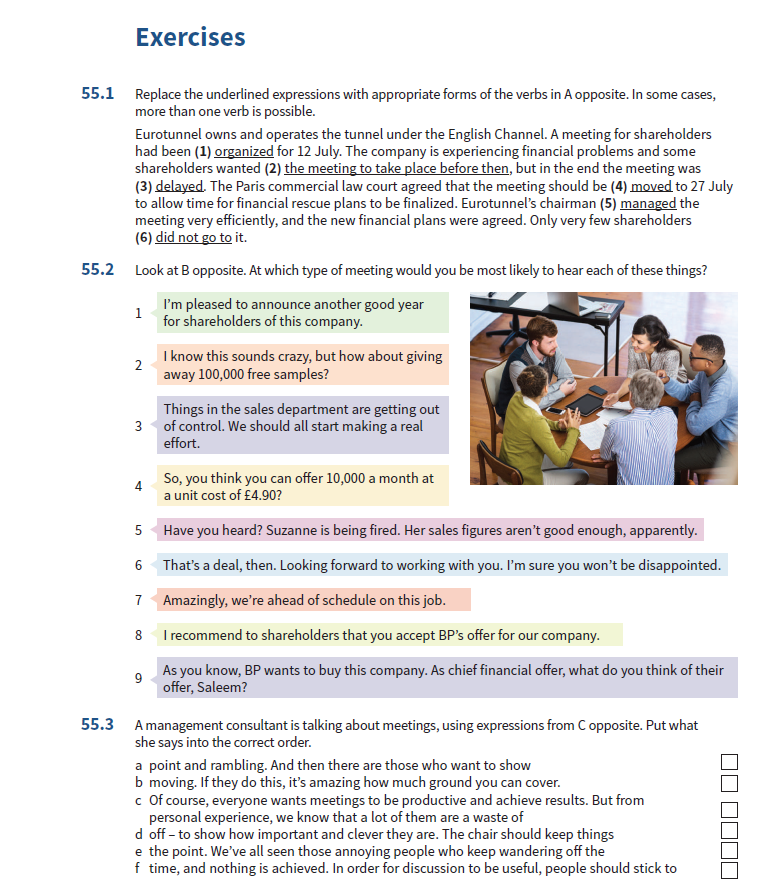 Exercises
55.1 Replace the underlined expressions with appropriate forms of the verbs in A opposite. In some cases,
more than one verb is possible.
Eurotunnel owns and operates the tunnel under the English Channel. A meeting for shareholders
had been (1) organized for 12 July. The company is experiencing financial problems and some
shareholders wanted (2) the meeting to take place before then, but in the end the meeting was
(3) delayed. The Paris commercial law court agreed that the meeting should be (4) moved to 27 July
to allow time for financial rescue plans to be finalized. Eurotunnel's chairman (5) managed the
meeting very efficiently, and the new financial plans were agreed. Only very few shareholders
(6) did not go to it.
55.2 Look at B opposite. At which type of meeting would you be most likely to hear each of these things?
1 I'm pleased to announce another good year
for shareholders of this company.
2 I know this sounds crazy, but how about giving
away 100,000 free samples?
3 Things in the sales department are getting out
of control. We should all start making a real
effort.
4 So, you think you can offer 10,000 a month at
a unit cost of £4.90?
5 Have you heard? Suzanne is being fired. Her sales figures aren't good enough, apparently.
6 That's a deal, then. Looking forward to working with you. I'm sure you won't be disappointed.
7 Amazingly, we're ahead of schedule on this job.
8 I recommend to shareholders that you accept BP's offer for our company.
9 As you know, BP wants to buy this company. As chief financial offer, what do you think of their
offer, Saleem?
55.3 A management consultant is talking about meetings, using expressions from C opposite. Put what
she says into the correct order.
a point and rambling. And then there are those who want to show
b moving. If they do this, it's amazing how much ground you can cover.
c Of course, everyone wants meetings to be productive and achieve results. But from
personal experience, we know that a lot of them are a waste of
d off – to show how important and clever they are. The chair should keep things
e the point. We've all seen those annoying people who keep wandering off the
f time, and nothing is achieved. In order for discussion to be useful, people should stick to